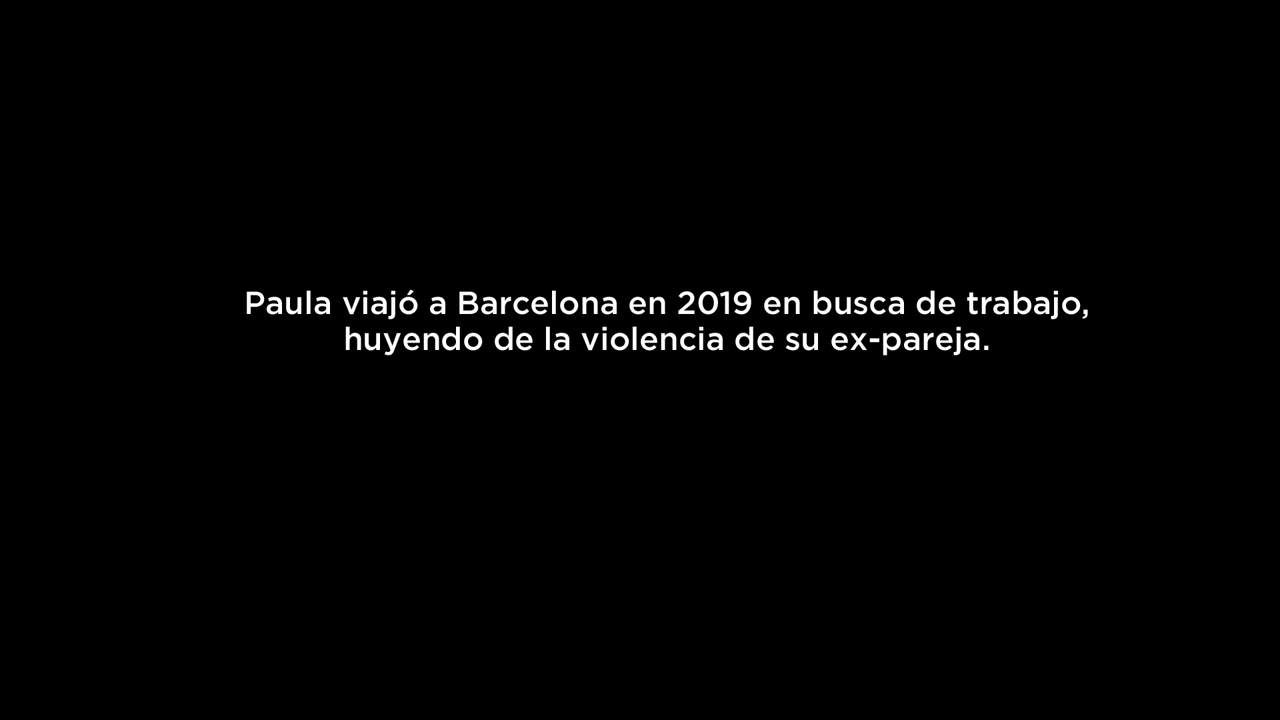 Paula viajó a Barcelona en 2019 en busca de trabajo,
huyendo de la violencia de su ex-pareja.